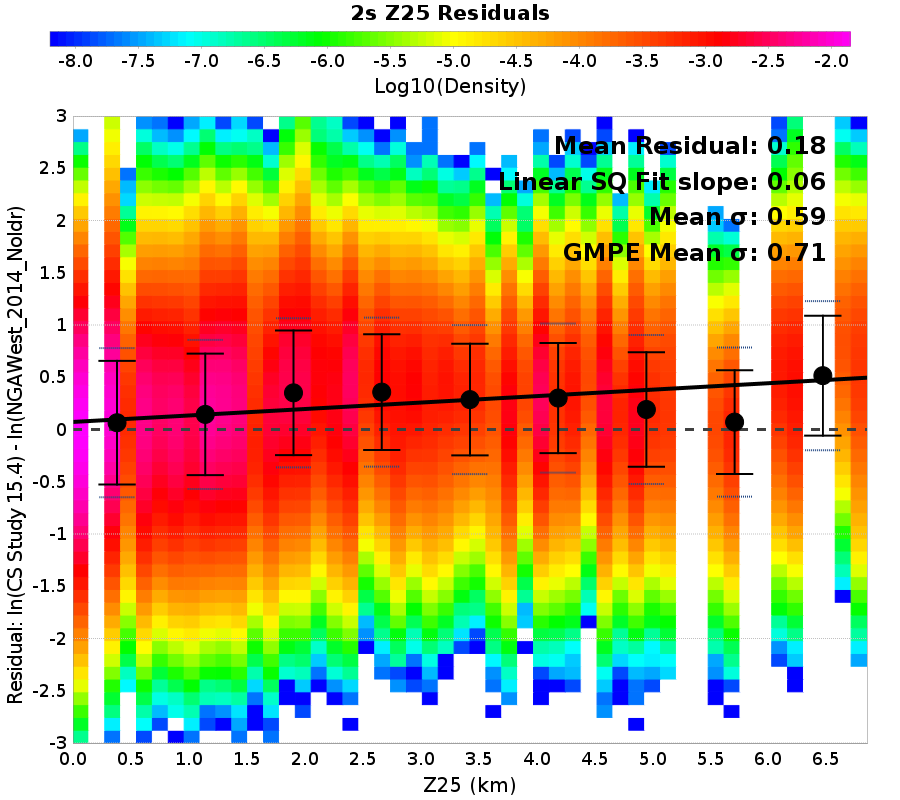 2s Z25 Residuals
-8.0 -7.5 -7.0 -6.5 -6.0 -5.5 -5.0 -4.5 -4.0 -3.5 -3.0 -2.5 -2.0
Log10(Density)
Residual: ln(CS Study 15.4) - ln(NGAWest_2014_NoIdr)
3
2.5
2
1.5
1
0.5
0
-0.5
-1
-1.5
-2
-2.5
-3
Mean Residual: 0.18
Linear SQ Fit slope: 0.06
Mean σ: 0.59
GMPE Mean σ: 0.71
0.0 0.5 1.0 1.5 2.0 2.5 3.0 3.5 4.0 4.5 5.0 5.5 6.0 6.5
Z25 (km)